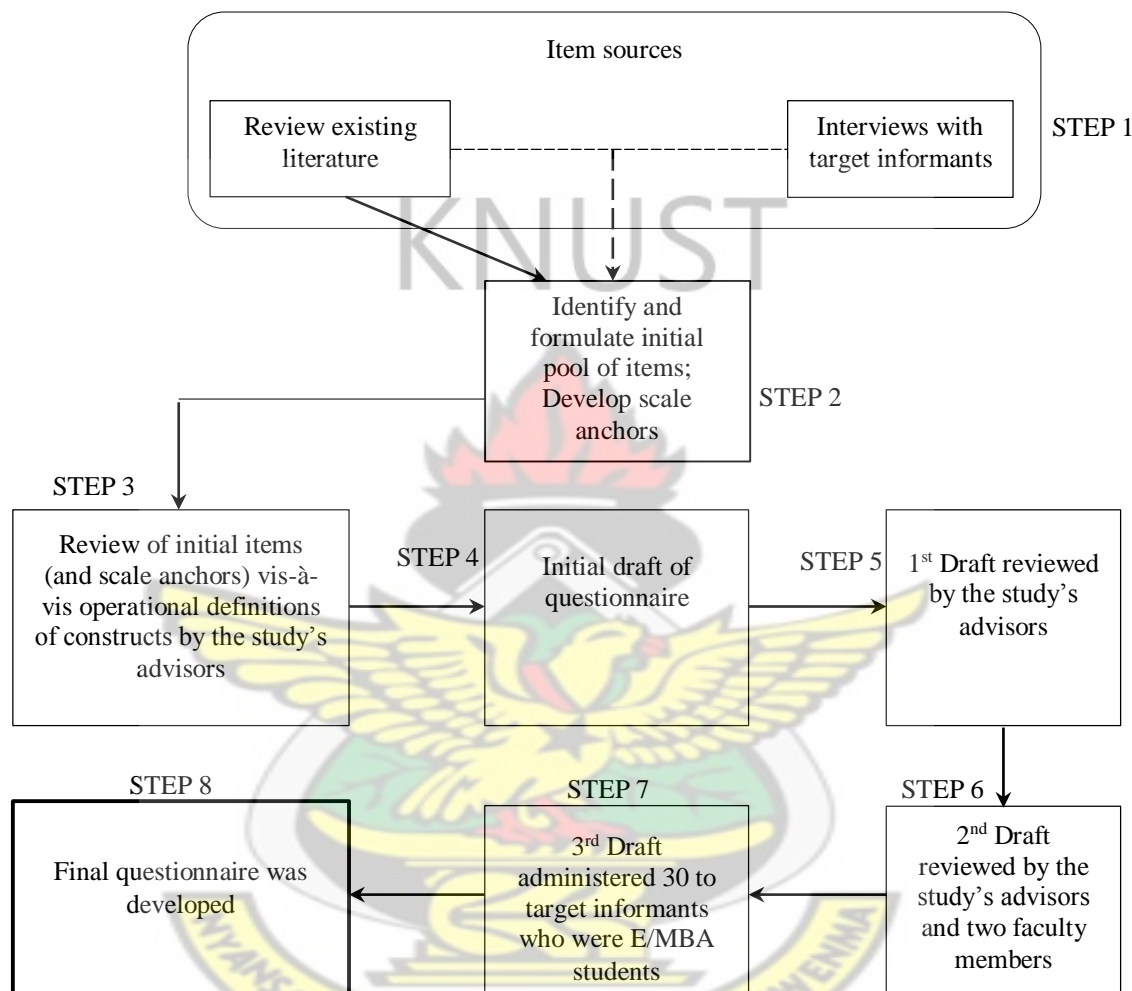 Item sources
Review existing
literature
Interviews with
target informants
STEP 1
KNUST
Identify and
formulate initial
pool of items;
Develop scale
anchors
STEP 2
STEP 3
Review of initial items
(and scale anchors) vis-à-
vis operational definitions
of constructs by the study’s
advisors
STEP 4
Initial draft of
questionnaire
STEP 5
1st Draft reviewed
by the study’s
advisors
STEP 6
2nd Draft
reviewed by the
study’s advisors
and two faculty
members
STEP 7
3rd Draft
administered 30 to
target informants
who were E/MBA
students
STEP 8
Final questionnaire was
developed